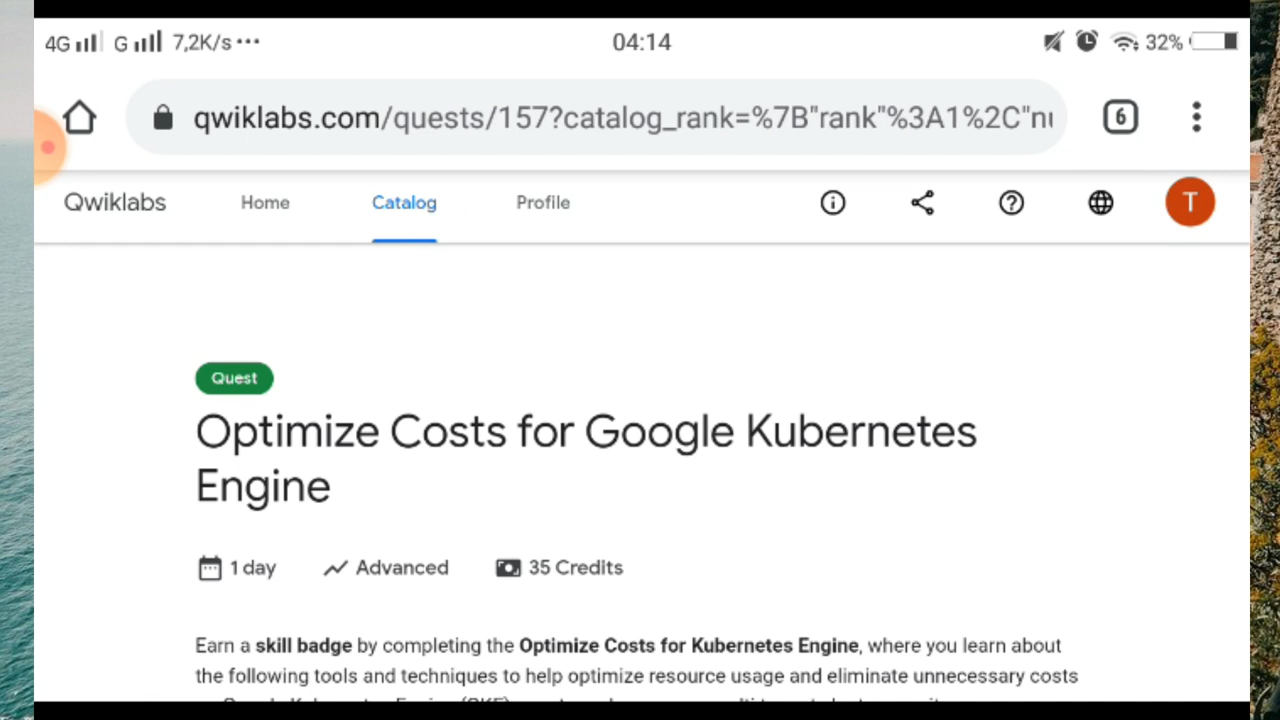 4G G 7,2K/s··· 04:14 32%
qwiklabs.com/quests/157?catalog_rank=%7B"rank"%3A1%2C"nu 6
Qwiklabs Home Catalog Profile T
Quest
Optimize Costs for Google Kubernetes
Engine
1 day Advanced 35 Credits
Earn a skill badge by completing the Optimize Costs for Kubernetes Engine, where you learn about
the following tools and techniques to help optimize resource usage and eliminate unnecessary costs